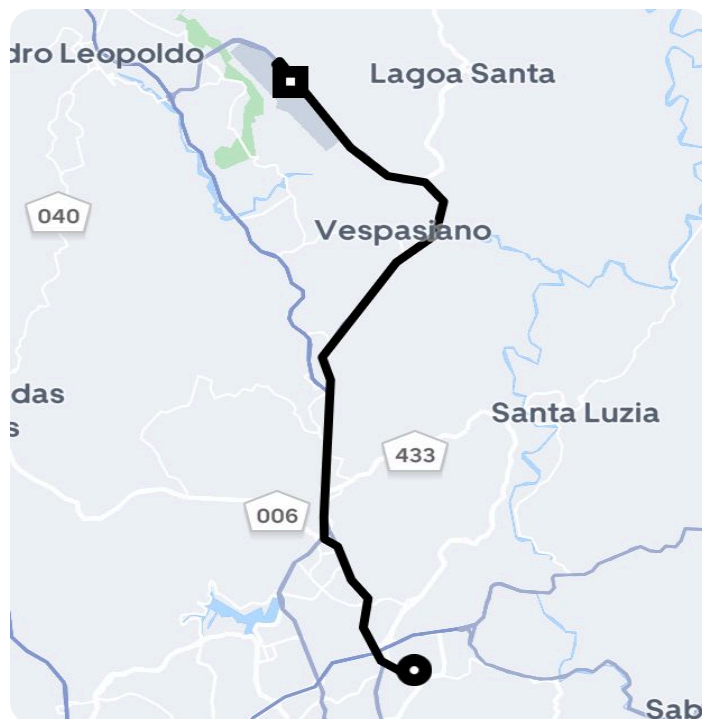 dro Leopoldo
Lagoa Santa
040
Vespasiano
das
s
Santa Luzia
433
006
Sab